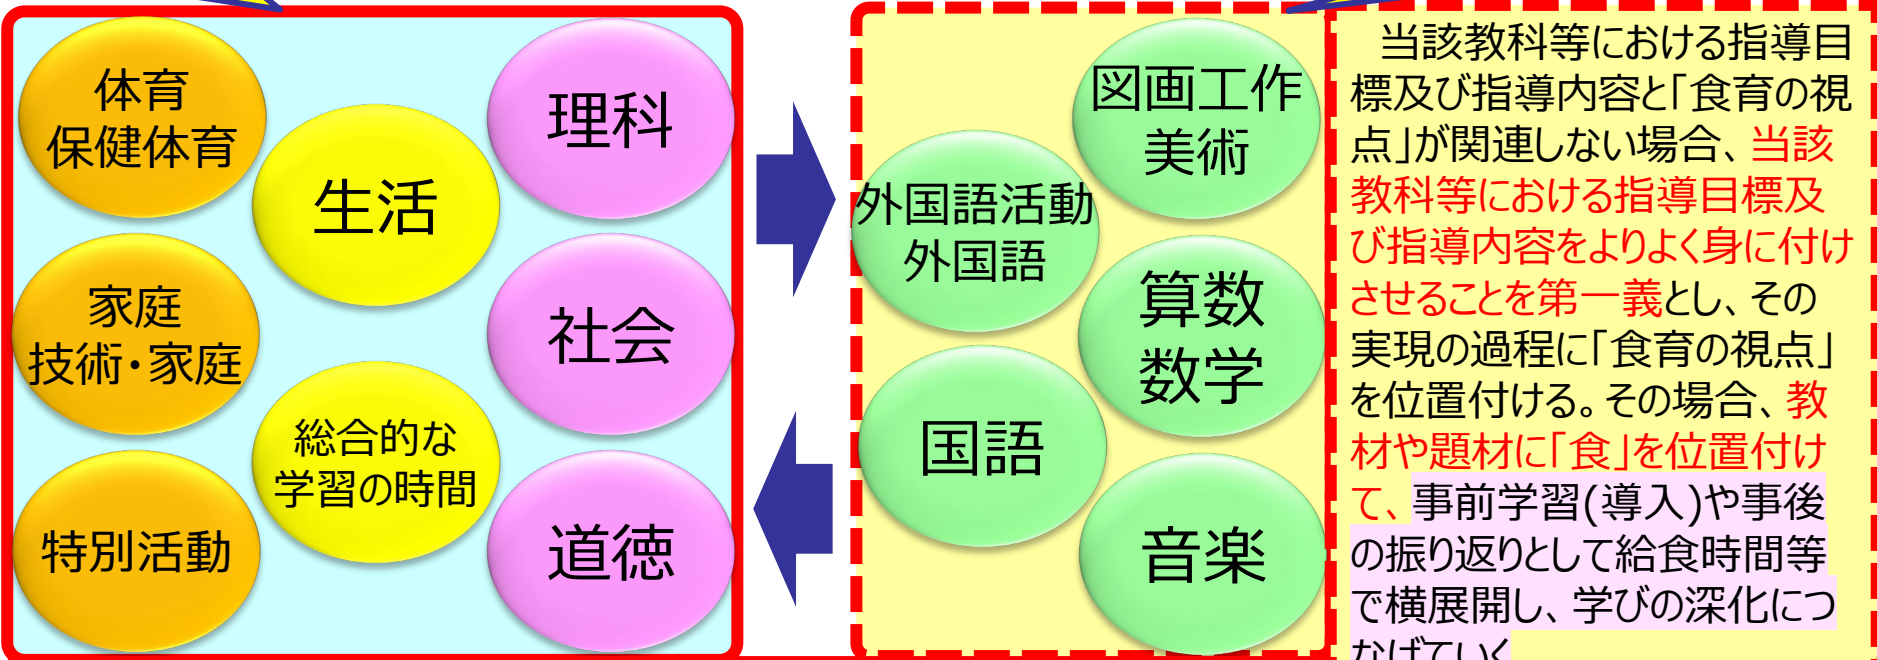 体育
保健体育
生活
理科
家庭
技術・家庭
社会
総合的な
学習の時間
特別活動
道徳
図画工作
美術
外国語活動
外国語
算数
数学
国語
音楽
当該教科等における指導目
標及び指導内容と「食育の視
点」が関連しない場合、当該
教科等における指導目標及
び指導内容をよりよく身に付け
させることを第一義とし、その
実現の過程に「食育の視点」
を位置付ける。その場合、教
材や題材に「食」を位置付け
て、事前学習(導入)や事後
の振り返りとして給食時間等
で横展開し、学びの深化につ
なげていく